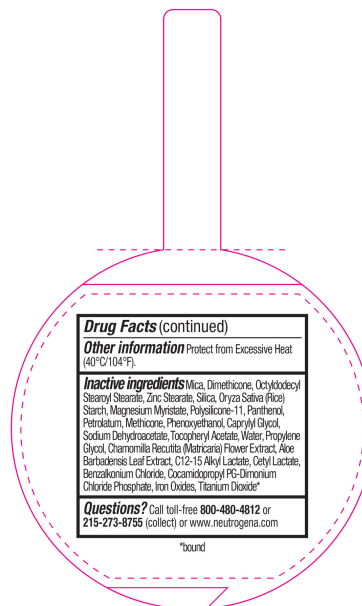 Drug Facts (continued)
Other information Protect from Excessive Heat
(40°C/104°F).
Inactive ingredients Mica, Dimethicone, Octyldodecyl
Stearoyl Stearate, Zinc Stearate, Silica, Oryza Sativa (Rice)
Starch, Magnesium Myristate, Polysilicone-11, Panthenol,
Petrolatum, Methicone, Phenoxyethanol, Caprylyl Glycol,
Sodium Dehydroacetate, Tocopheryl Acetate, Water, Propylene
Glycol, Chamomilla Recutita (Matricaria) Flower Extract, Aloe
Barbadensis Leaf Extract, C12-15 Alkyl Lactate, Cetyl Lactate,
Benzalkonium Chloride, Cocamidopropyl PG-Dimonium
Chloride Phosphate, Iron Oxides, Titanium Dioxide*
Questions? Call toll-free 800-480-4812 or
215-273-8755 (collect) or www.neutrogena.com
*bound